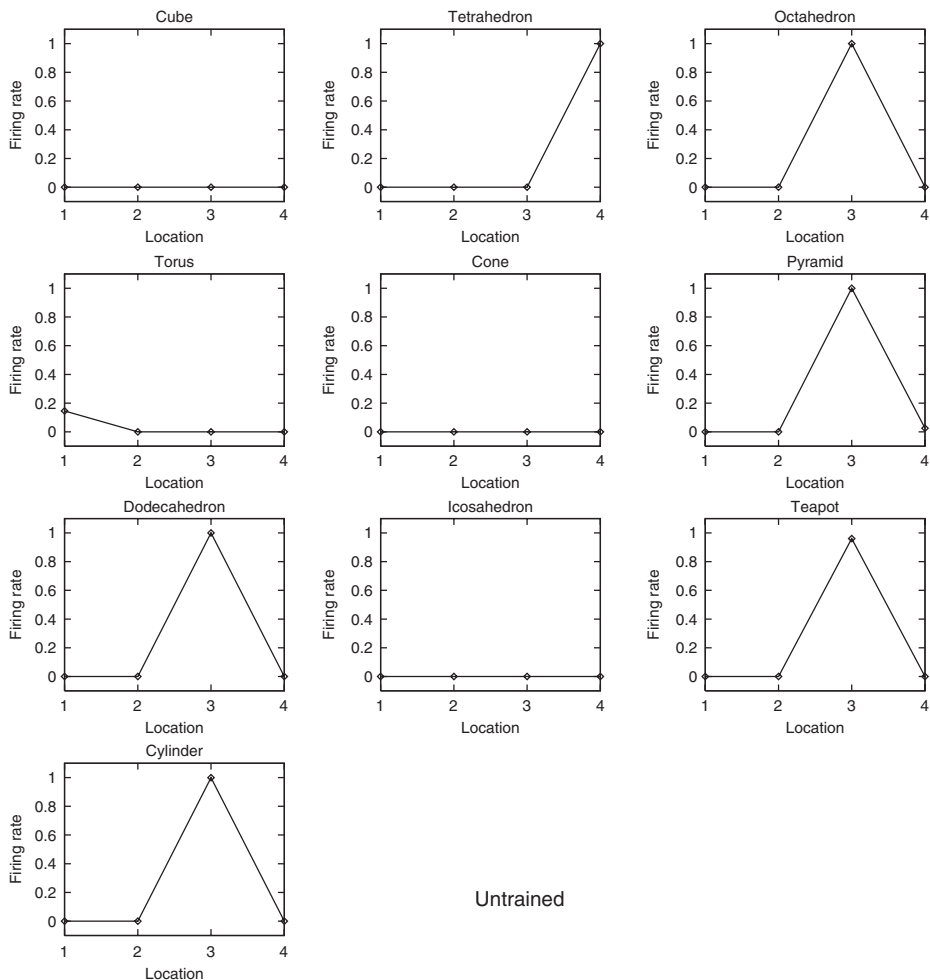 Cube
Firing rate
1
0.8
0.6
0.4
0.2
0
1 2 3 4
Location
Tetrahedron
Firing rate
1
0.8
0.6
0.4
0.2
0
1 2 3 4
Location
Octahedron
Firing rate
1
0.8
0.6
0.4
0.2
0
1 2 3 4
Location
Torus
Firing rate
1
0.8
0.6
0.4
0.2
0
1 2 3 4
Location
Cone
Firing rate
1
0.8
0.6
0.4
0.2
0
1 2 3 4
Location
Pyramid
Firing rate
1
0.8
0.6
0.4
0.2
0
1 2 3 4
Location
Dodecahedron
Firing rate
1
0.8
0.6
0.4
0.2
0
1 2 3 4
Location
Icosahedron
Firing rate
1
0.8
0.6
0.4
0.2
0
1 2 3 4
Location
Teapot
Firing rate
1
0.8
0.6
0.4
0.2
0
1 2 3 4
Location
Cylinder
Firing rate
1
0.8
0.6
0.4
0.2
0
1 2 3 4
Location
Untrained